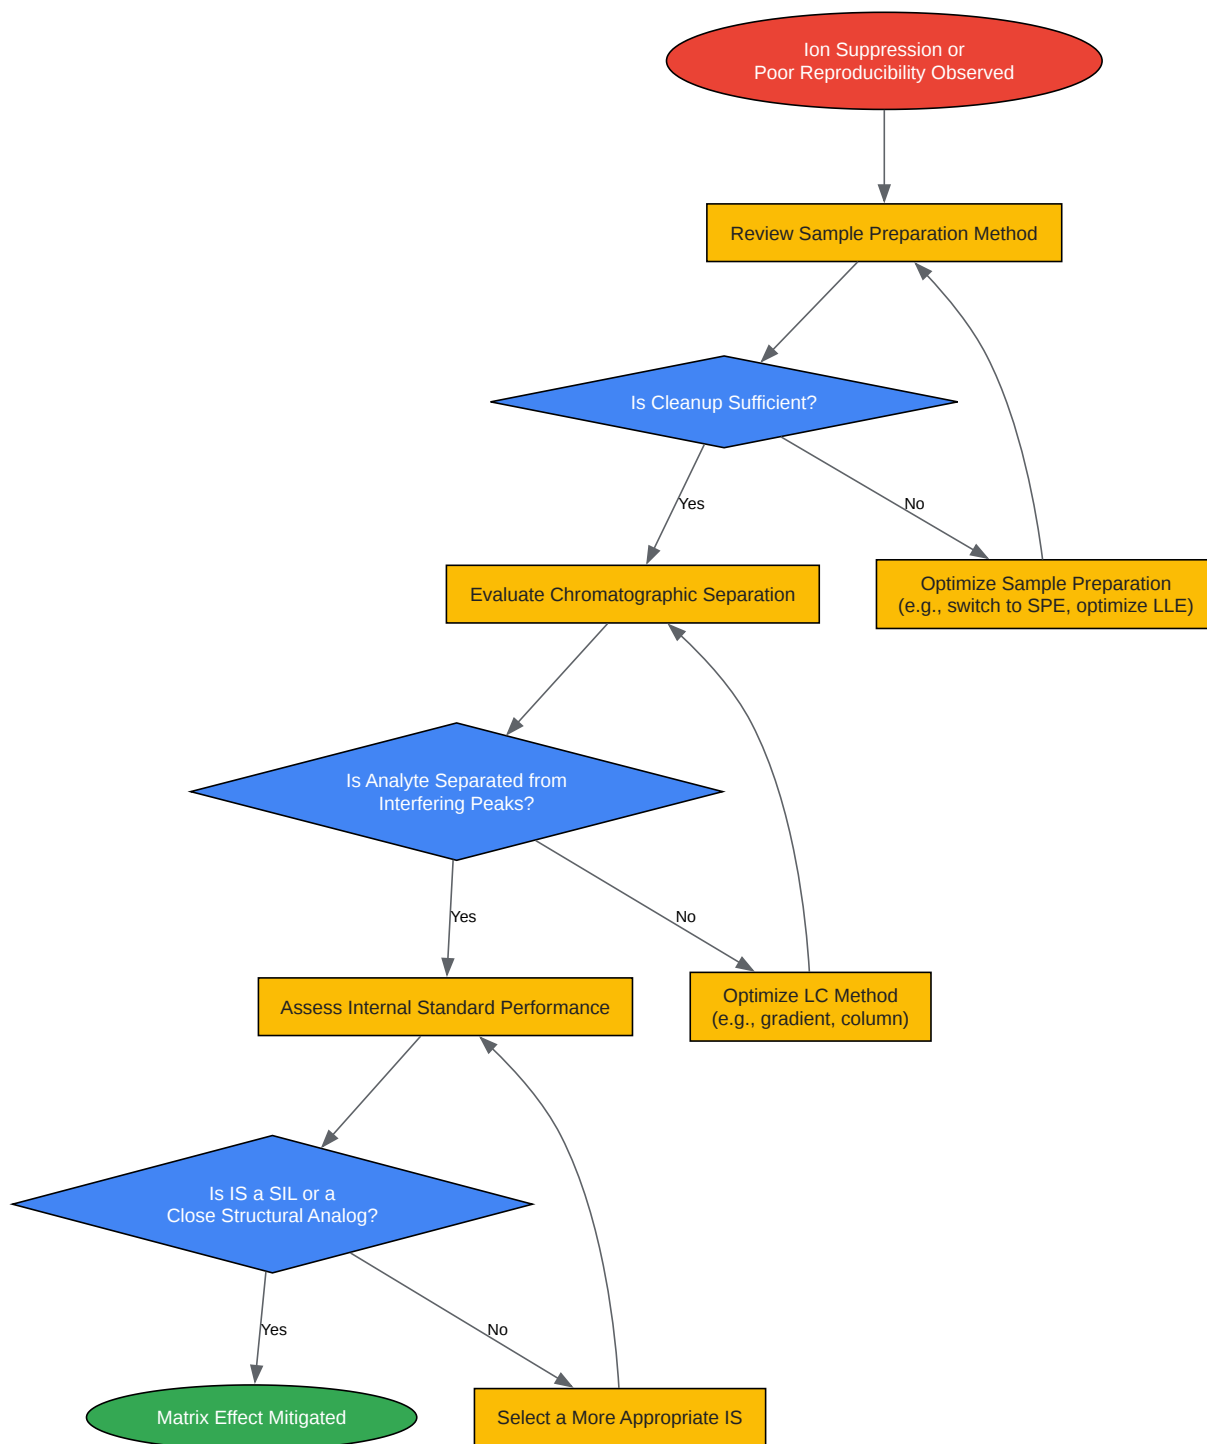 Ion Suppression or
Poor Reproducibility Observed
Review Sample Preparation Method
Is Cleanup Sufficient?
Yes
No
Evaluate Chromatographic Separation
Optimize Sample Preparation
(e.g., switch to SPE, optimize LLE)
Is Analyte Separated from
Interfering Peaks?
Yes
No
Assess Internal Standard Performance
Optimize LC Method
(e.g., gradient, column)
Is IS a SIL or a
Close Structural Analog?
Yes
No
Matrix Effect Mitigated
Select a More Appropriate IS